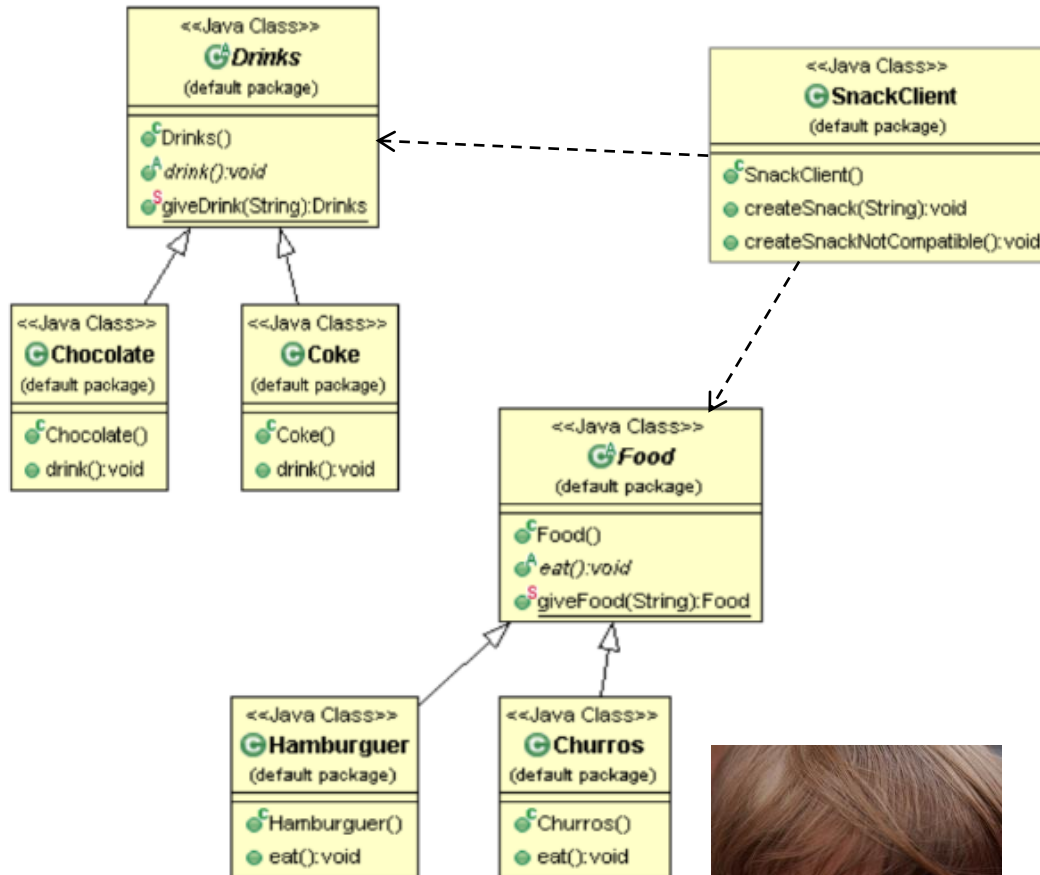 <<Java Class>>
Drinks
(default package)
Drinks()
drink():void
giveDrink(String):Drinks
<<Java Class>>
SnackClient
(default package)
SnackClient()
createSnack(String):void
createSnackNotCompatible():void
<<Java Class>>
Chocolate
(default package)
Chocolate()
drink():void
<<Java Class>>
Coke
(default package)
Coke()
drink():void
<<Java Class>>
Food
(default package)
Food()
eat():void
giveFood(String):Food
<<Java Class>>
Hamburguer
(default package)
Hamburguer()
eat():void
<<Java Class>>
Churros
(default package)
Churros()
eat():void